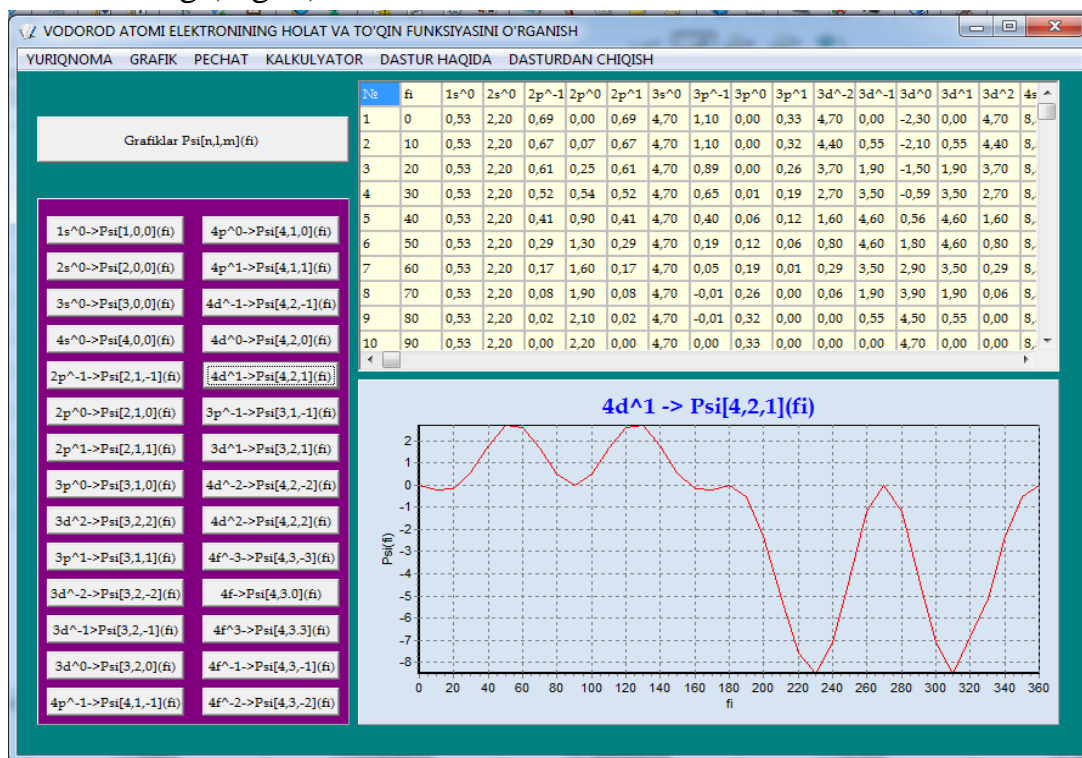 VODOROD ATOMI ELEKTRONINING HOLAT VA TO'QIN FUNKSIYASINI O'RGANISH
YURIQNOMA GRAFIK PECHAT KALKULYATOR DASTUR HAQIDA DASTURDAN CHIQISH
Grafiklar Psi[n,l,m](fi)
1s^0->Psi[1,0,0](fi) 4p^0->Psi[4,1,0](fi)
2s^0->Psi[2,0,0](fi) 4p^1->Psi[4,1,1](fi)
3s^0->Psi[3,0,0](fi) 4d^-1->Psi[4,2,-1](fi)
4s^0->Psi[4,0,0](fi) 4d^0->Psi[4,2,0](fi)
2p^-1->Psi[2,1,-1](fi) 4d^1->Psi[4,2,1](fi)
2p^0->Psi[2,1,0](fi) 3p^-1->Psi[3,1,-1](fi)
2p^1->Psi[2,1,1](fi) 3d^1->Psi[3,2,1](fi)
3p^0->Psi[3,1,0](fi) 4d^-2->Psi[4,2,-2](fi)
3d^2->Psi[3,2,2](fi) 4d^2->Psi[4,2,2](fi)
3p^1->Psi[3,1,1](fi) 4f^-3->Psi[4,3,-3](fi)
3d^-2->Psi[3,2,-2](fi) 4f->Psi[4,3.0](fi)
3d^-1>Psi[3,2,-1](fi) 4f^3->Psi[4,3.3](fi)
3d^0->Psi[3,2,0](fi) 4f^-1->Psi[4,3,-1](fi)
4p^-1->Psi[4,1,-1](fi) 4f^-2->Psi[4,3,-2](fi)
№ fi 1s^0 2s^0 2p^-1 2p^0 2p^1 3s^0 3p^-1 3p^0 3p^1 3d^-2 3d^-1 3d^0 3d^1 3d^2 4s
1 0 0,53 2,20 0,69 0,00 0,69 4,70 1,10 0,00 0,33 4,70 0,00 -2,30 0,00 4,70 8,
2 10 0,53 2,20 0,67 0,07 0,67 4,70 1,10 0,00 0,32 4,40 0,55 -2,10 0,55 4,40 8,
3 20 0,53 2,20 0,61 0,25 0,61 4,70 0,89 0,00 0,26 3,70 1,90 -1,50 1,90 3,70 8,
4 30 0,53 2,20 0,52 0,54 0,52 4,70 0,65 0,01 0,19 2,70 3,50 -0,59 3,50 2,70 8,
5 40 0,53 2,20 0,41 0,90 0,41 4,70 0,40 0,06 0,12 1,60 4,60 0,56 4,60 1,60 8,
6 50 0,53 2,20 0,29 1,30 0,29 4,70 0,19 0,12 0,06 0,80 4,60 1,80 4,60 0,80 8,
7 60 0,53 2,20 0,17 1,60 0,17 4,70 0,05 0,19 0,01 0,29 3,50 2,90 3,50 0,29 8,
8 70 0,53 2,20 0,08 1,90 0,08 4,70 -0,01 0,26 0,00 0,06 1,90 3,90 1,90 0,06 8,
9 80 0,53 2,20 0,02 2,10 0,02 4,70 -0,01 0,32 0,00 0,00 0,55 4,50 0,55 0,00 8,
10 90 0,53 2,20 0,00 2,20 0,00 4,70 0,00 0,33 0,00 0,00 0,00 4,70 0,00 0,00 8,
4d^1 -> Psi[4,2,1](fi)
2
1
0
-1
-2
-3
-4
-5
-6
-7
-8
Psi(fi)
0 20 40 60 80 100 120 140 160 180 200 220 240 260 280 300 320 340 360
fi